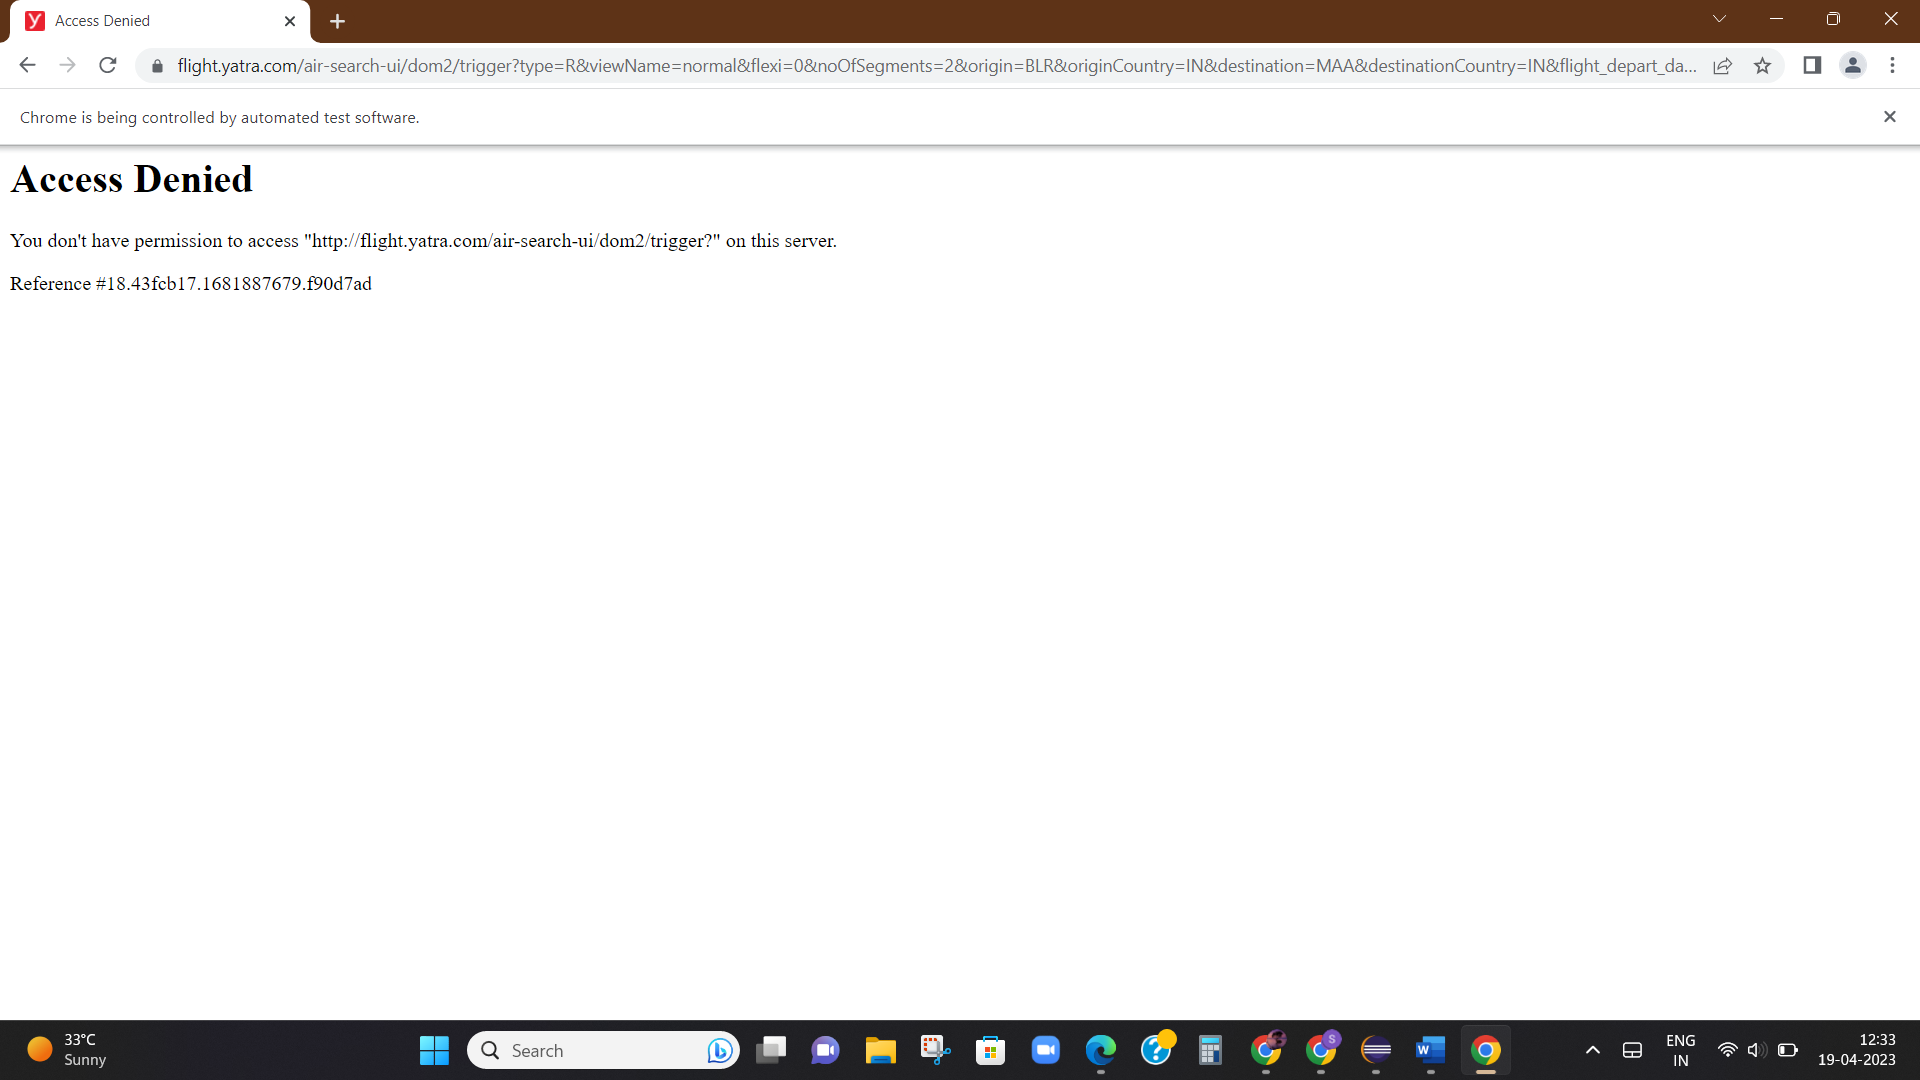 Access Denied
flight.yatra.com/air-search-ui/dom2/trigger?type=R&viewName=normal&flexi=0&noOfSegments=2&origin=BLR&originCountry=IN&destination=MAA&destinationCountry=IN&flight_depart_da...
Chrome is being controlled by automated test software.
Access Denied
You don't have permission to access "http://flight.yatra.com/air-search-ui/dom2/trigger?" on this server.
Reference #18.43fcb17.1681887679.f90d7ad
33°C
Sunny
Search
S
W
ENG
IN
12:33
19-04-2023